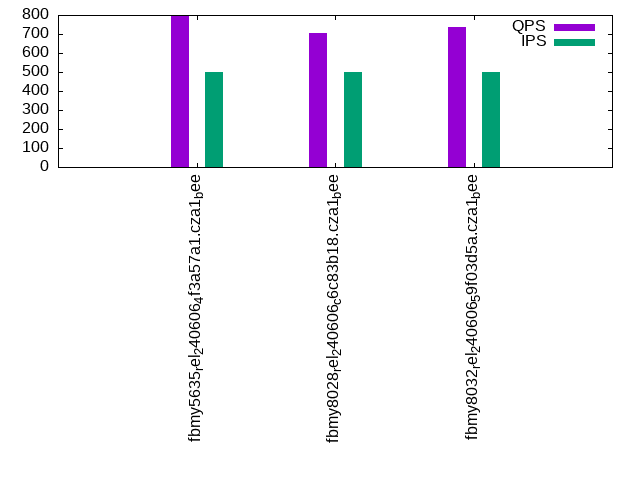 800
700
600
500
400
300
200
100
0
QPS
IPS
fbmy5635rel2406064f3a57a1.cza1bee
fbmy8028rel240606c6c83b18.cza1bee
fbmy8032rel24060659f03d5a.cza1bee